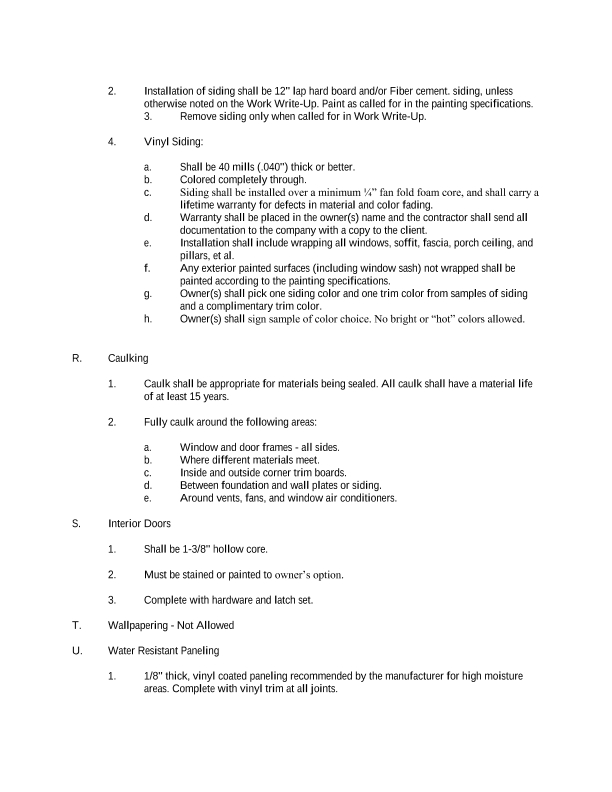 2. Installation of siding shall be 12" lap hard board and/or Fiber cement. siding, unless
otherwise noted on the Work Write-Up. Paint as called for in the painting specifications.
3. Remove siding only when called for in Work Write-Up.
4. Vinyl Siding:
a. Shall be 40 mills (.040") thick or better.
b. Colored completely through.
c. Siding shall be installed over a minimum ¼” fan fold foam core, and shall carry a
lifetime warranty for defects in material and color fading.
d. Warranty shall be placed in the owner(s) name and the contractor shall send all
documentation to the company with a copy to the client.
e. Installation shall include wrapping all windows, soffit, fascia, porch ceiling, and
pillars, et al.
f. Any exterior painted surfaces (including window sash) not wrapped shall be
painted according to the painting specifications.
g. Owner(s) shall pick one siding color and one trim color from samples of siding
and a complimentary trim color.
h. Owner(s) shall sign sample of color choice. No bright or “hot” colors allowed.
R. Caulking
1. Caulk shall be appropriate for materials being sealed. All caulk shall have a material life
of at least 15 years.
2. Fully caulk around the following areas:
a. Window and door frames - all sides.
b. Where different materials meet.
c. Inside and outside corner trim boards.
d. Between foundation and wall plates or siding.
e. Around vents, fans, and window air conditioners.
S. Interior Doors
1. Shall be 1-3/8" hollow core.
2. Must be stained or painted to owner’s option.
3. Complete with hardware and latch set.
T. Wallpapering - Not Allowed
U. Water Resistant Paneling
1. 1/8" thick, vinyl coated paneling recommended by the manufacturer for high moisture
areas. Complete with vinyl trim at all joints.